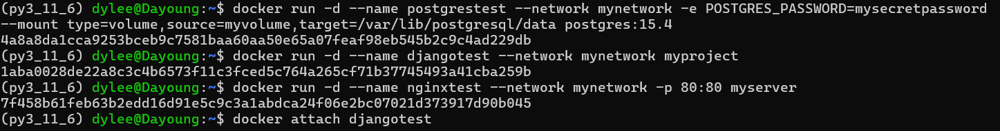 (py3_11_6) dylee@Dayoung:~$ docker run -d --name postgrestest --network mynetwork -e POSTGRES_PASSWORD=mysecretpassword
--mount type=volume,source=myvolume,target=/var/lib/postgresql/data postgres:15.4
4a8a8da1cca9253bceb9c7581baa60aa50e65a07feaf98eb545b2c9c4ad229db
(py3_11_6) dylee@Dayoung:~$ docker run -d --name djangotest --network mynetwork myproject
1aba0028de22a8c3c4b6573f11c3fced5c764a265cf71b37745493a41cba259b
(py3_11_6) dylee@Dayoung:~$ docker run -d --name nginxtest --network mynetwork -p 80:80 myserver
7f458b61feb63b2edd16d91e5c9c3a1abdca24f06e2bc07021d373917d90b045
(py3_11_6) dylee@Dayoung:~$ docker attach djangotest